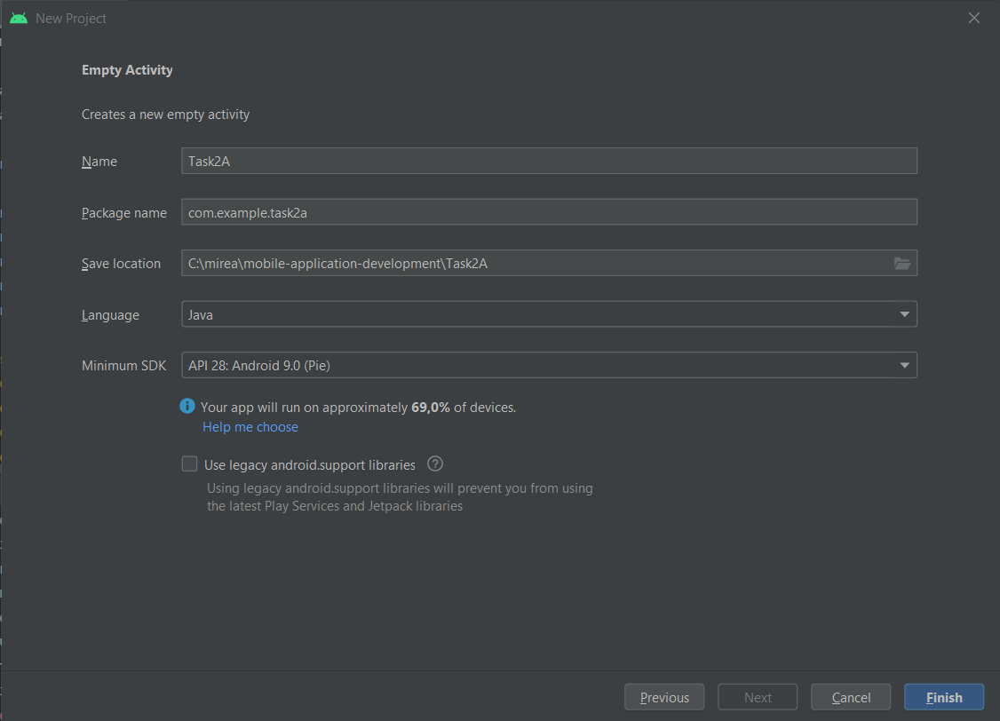 New Project
Empty Activity
Creates a new empty activity
Name Task2A
Package name com.example.task2a
Save location C:\mirea\mobile-application-development\Task2A
Language Java
Minimum SDK API 28: Android 9.0 (Pie)
Your app will run on approximately 69,0% of devices.
Help me choose
Use legacy android.support libraries ?
Using legacy android.support libraries will prevent you from using
the latest Play Services and Jetpack libraries
Previous Next Cancel Finish